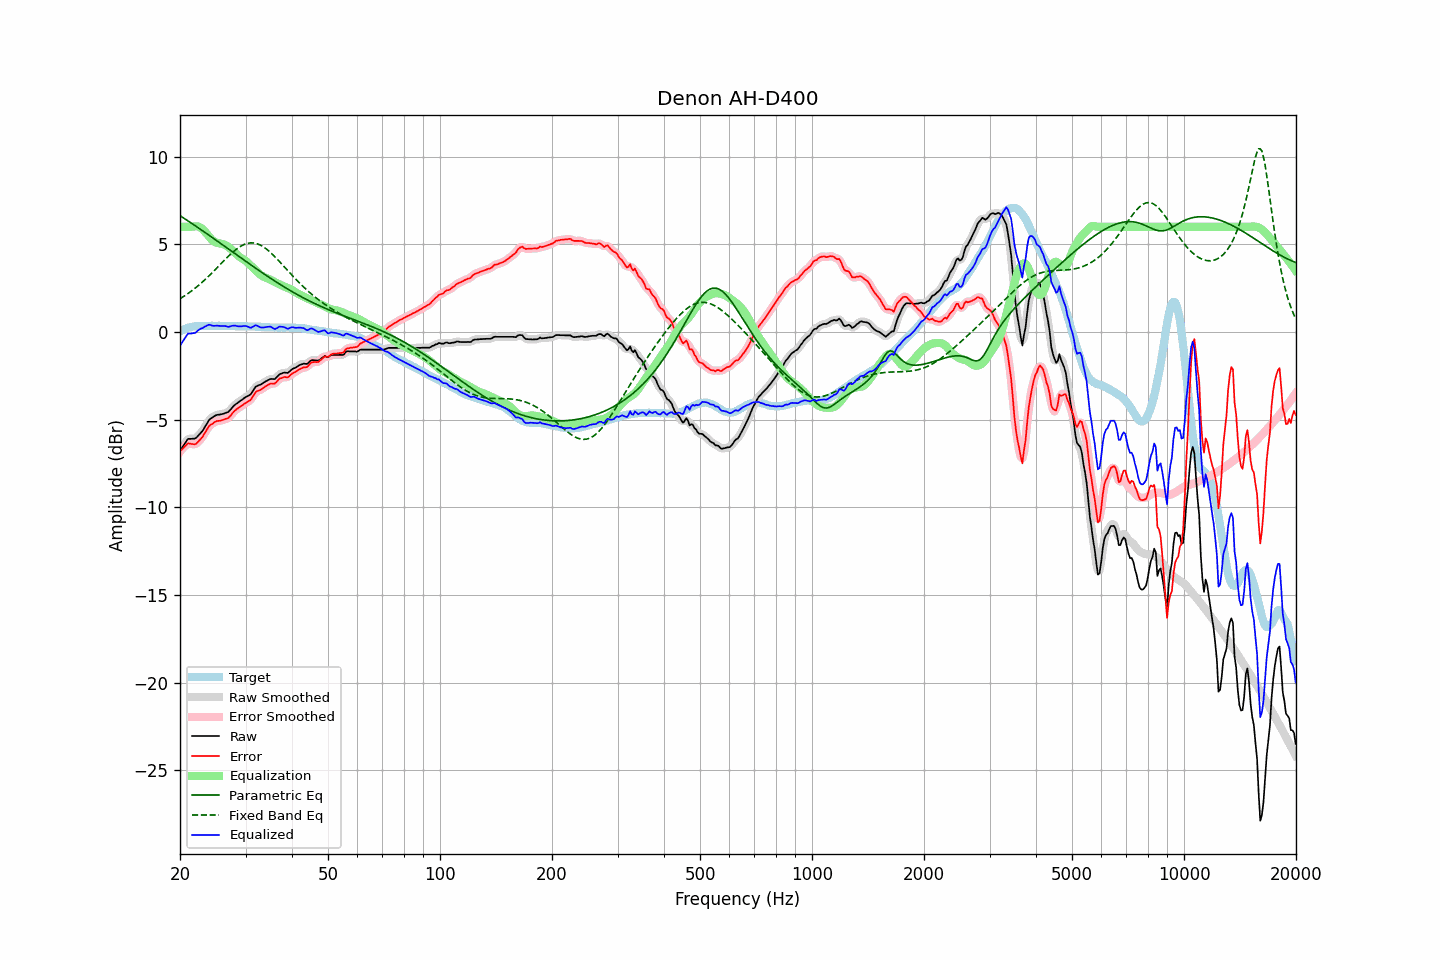 Denon AH-D400
Amplitude (dBr)
10
5
0
−5
−10
−15
−20
−25
Target
Raw Smoothed
Error Smoothed
Raw
Error
Equalization
Parametric Eq
Fixed Band Eq
Equalized
20 50 100 200 500 1000 2000 5000 10000 20000
Frequency (Hz)